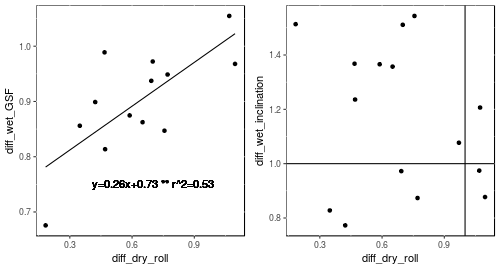 1.0
0.9
0.8
0.7
diff_wet_GSF
y=0.26x+0.73 ** r^2=0.53
0.3 0.6 0.9
diff_dry_roll
1.4
1.2
1.0
0.8
diff_wet_inclination
0.3 0.6 0.9
diff_dry_roll